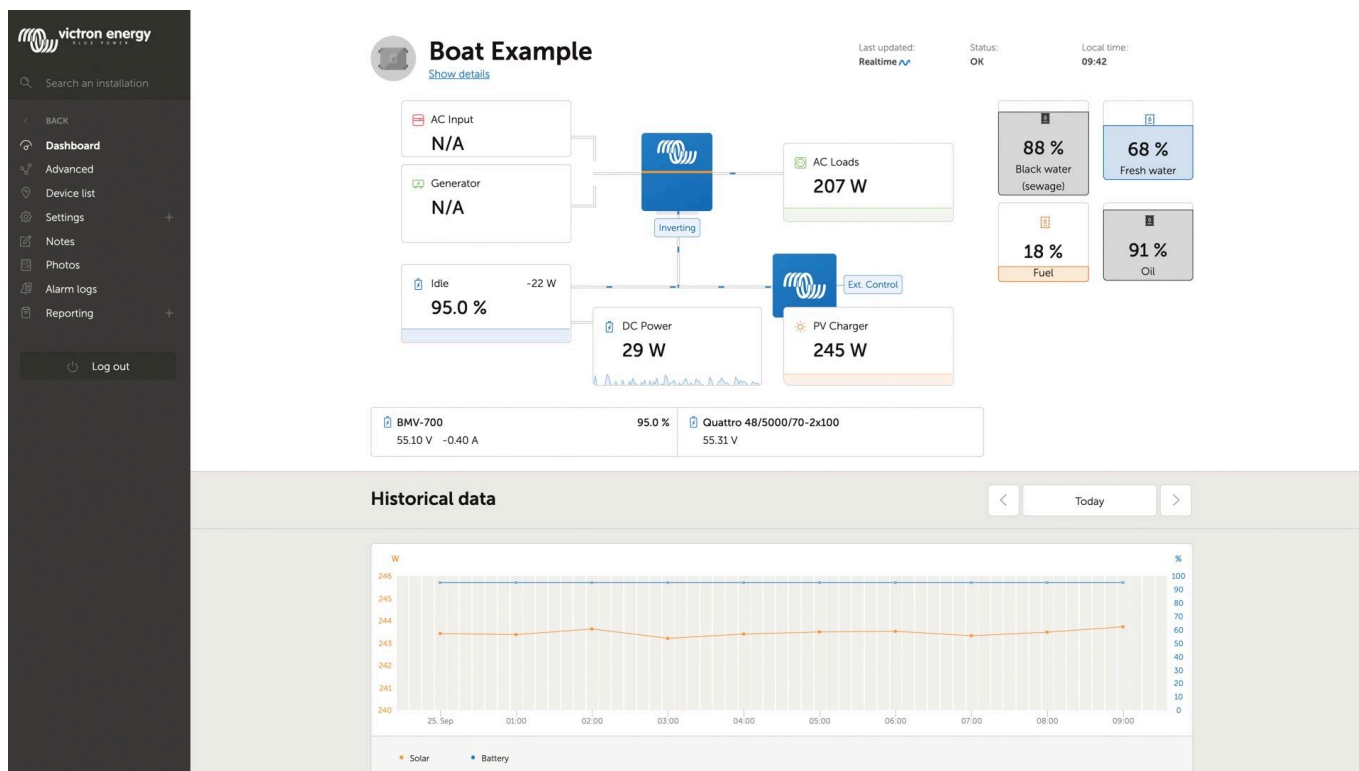 victron energy
BLUE POWER
Search an installation
BACK
Dashboard
Advanced
Device list
Settings
Notes
Photos
Alarm logs
Reporting
Log out
Boat Example
Show details
Last updated:
Realtime
Status:
OK
Local time:
09:42
AC Input
N/A
Generator
N/A
Inverting
AC Loads
207 W
Idle -22 W
95.0 %
DC Power
29 W
Ext. Control
PV Charger
245 W
88 %
Black water
(sewage)
68 %
Fresh water
18 %
Fuel
91 %
Oil
BMV-700 95.0 %
55.10 V -0.40 A
Quattro 48/5000/70-2x100
55.31 V
Historical data
Today
W
246
245
244
243
242
241
240
%
100
90
80
70
60
50
40
30
20
10
0
25. Sep 01:00 02:00 03:00 04:00 05:00 06:00 07:00 08:00 09:00
Solar Battery